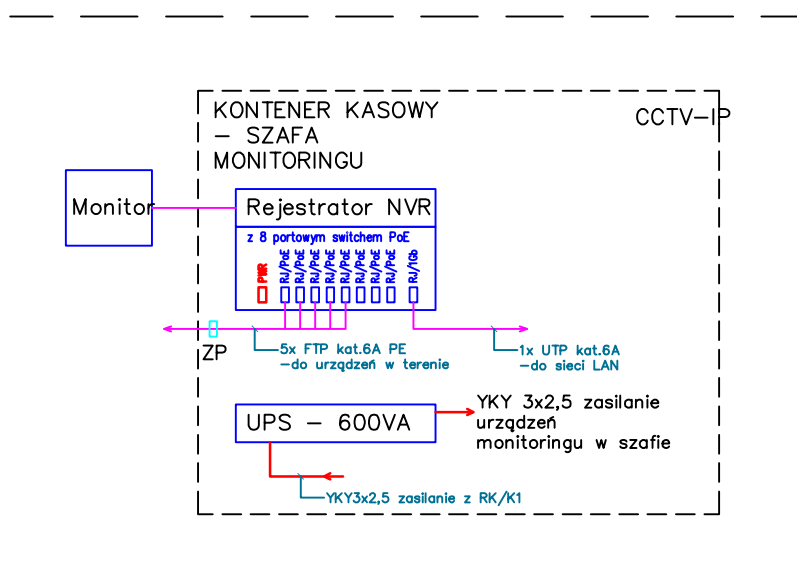 KONTENER KASOWY
– SZAFA
MONITORINGU
CCTV–IP
Monitor
Rejestrator NVR
z 8 portowym switchem PoE
PWR
RJ/PoE
RJ/PoE
RJ/PoE
RJ/PoE
RJ/PoE
RJ/PoE
RJ/PoE
RJ/PoE
RJ/1Gb
ZP
5x FTP kat.6A PE
–do urządzeń w terenie
1x UTP kat.6A
–do sieci LAN
UPS – 600VA
YKY 3x2,5 zasilanie
urządzeń
monitoringu w szafie
YKY3x2,5 zasilanie z RK/K1